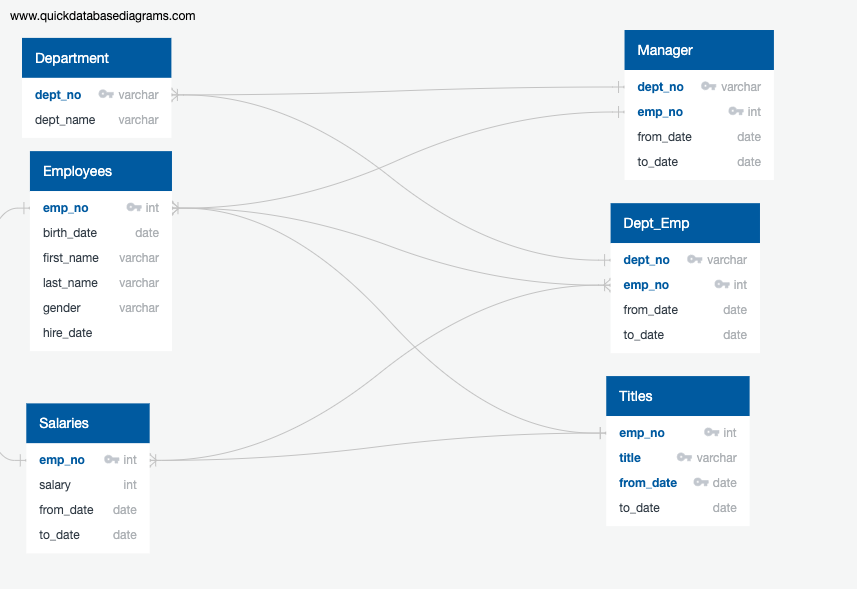 www.quickdatabasediagrams.com
Department
dept_no varchar
dept_name varchar
Employees
emp_no int
birth_date date
first_name varchar
last_name varchar
gender varchar
hire_date
Salaries
emp_no int
salary int
from_date date
to_date date
Manager
dept_no varchar
emp_no int
from_date date
to_date date
Dept_Emp
dept_no varchar
emp_no int
from_date date
to_date date
Titles
emp_no int
title varchar
from_date date
to_date date